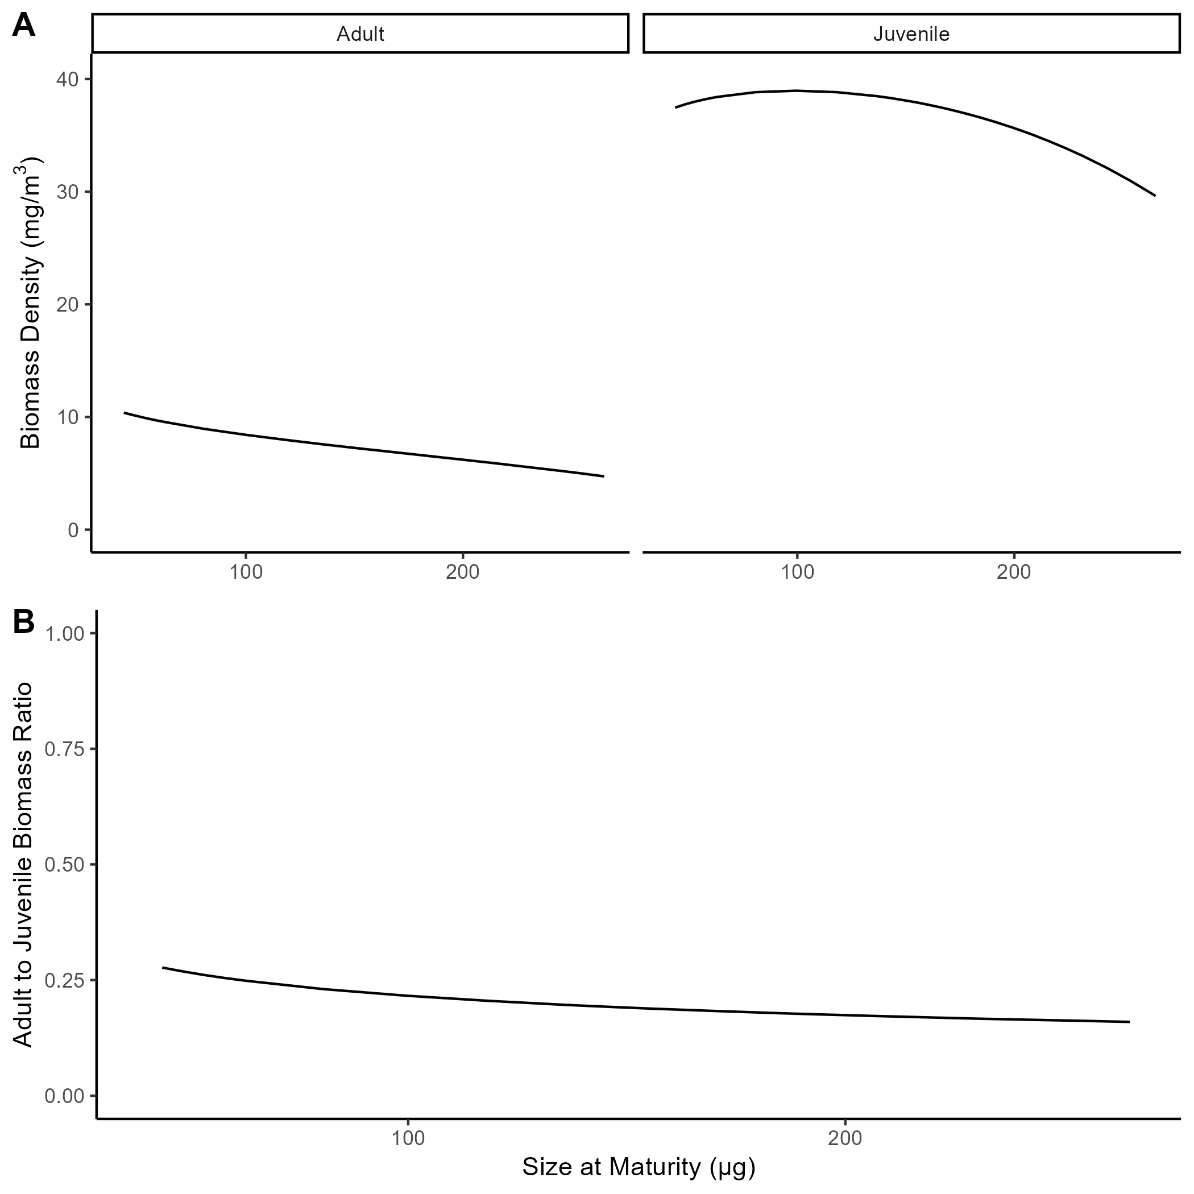 A
Adult
Juvenile
Biomass Density (mg/m³)
40
30
20
10
0
100
200
100
200
B
Adult to Juvenile Biomass Ratio
1.00
0.75
0.50
0.25
0.00
100
200
Size at Maturity (µg)